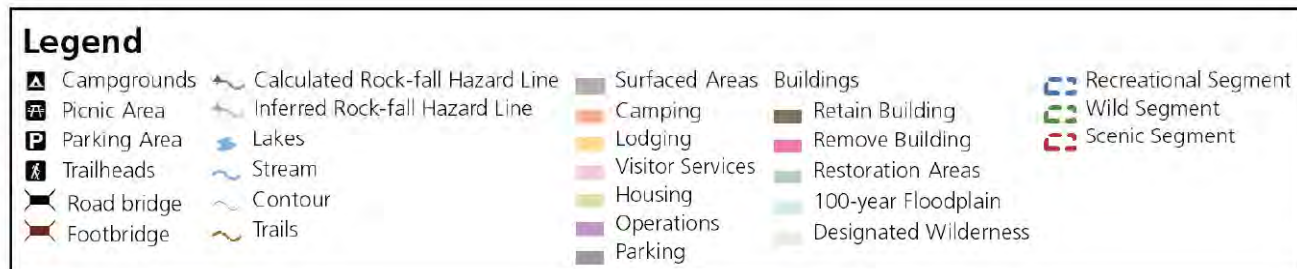 Legend
Campgrounds
Picnic Area
P Parking Area
Trailheads
Road bridge
Footbridge
Calculated Rock-fall Hazard Line
Inferred Rock-fall Hazard Line
Lakes
Stream
Contour
Trails
Surfaced Areas
Camping
Lodging
Visitor Services
Housing
Operations
Parking
Buildings
Retain Building
Remove Building
Restoration Areas
100-year Floodplain
Designated Wilderness
Recreational Segment
Wild Segment
Scenic Segment